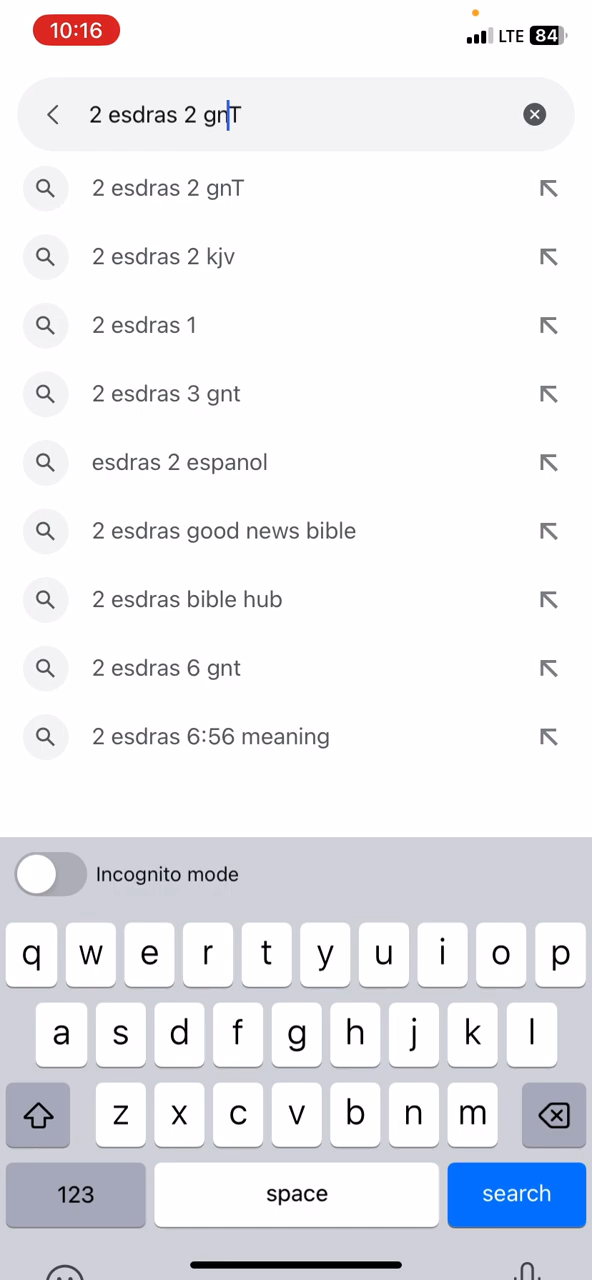 10:16 LTE 84
2 esdras 2 gnT
2 esdras 2 gnT
2 esdras 2 kjv
2 esdras 1
2 esdras 3 gnt
esdras 2 espanol
2 esdras good news bible
2 esdras bible hub
2 esdras 6 gnt
2 esdras 6:56 meaning
Incognito mode
q w e r t y u i o p
a s d f g h j k l
z x c v b n m
123 space search